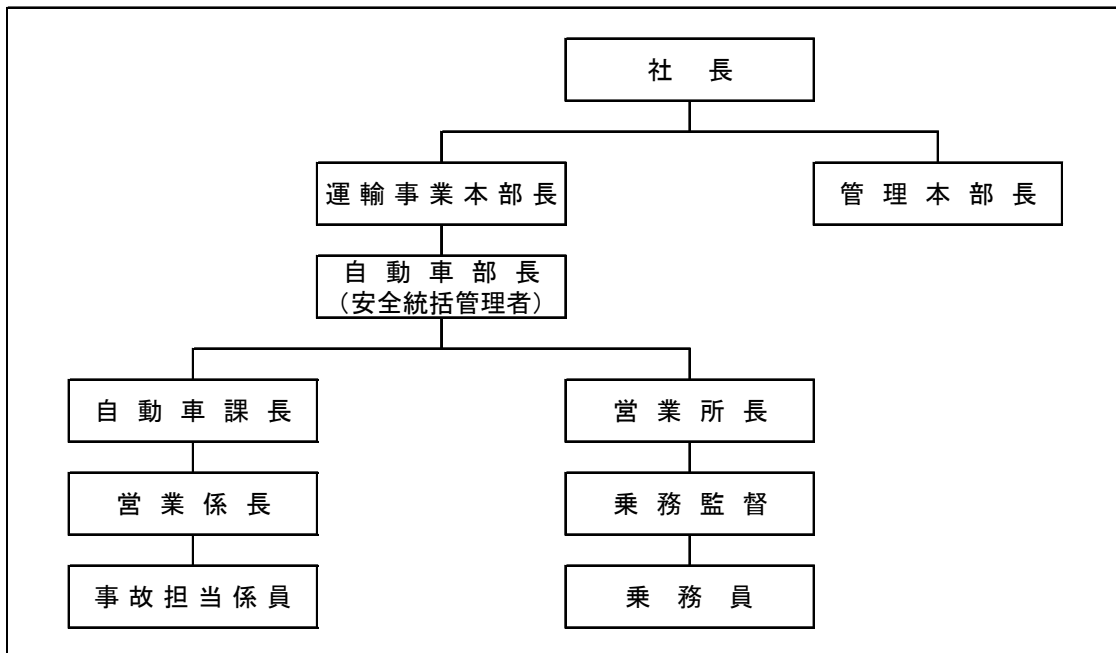 社長
運輸事業本部長
管理本部長
自動車部長
（安全統括管理者）
自動車課長
営業所長
営業係長
乗務監督
事故担当係員
乗務員